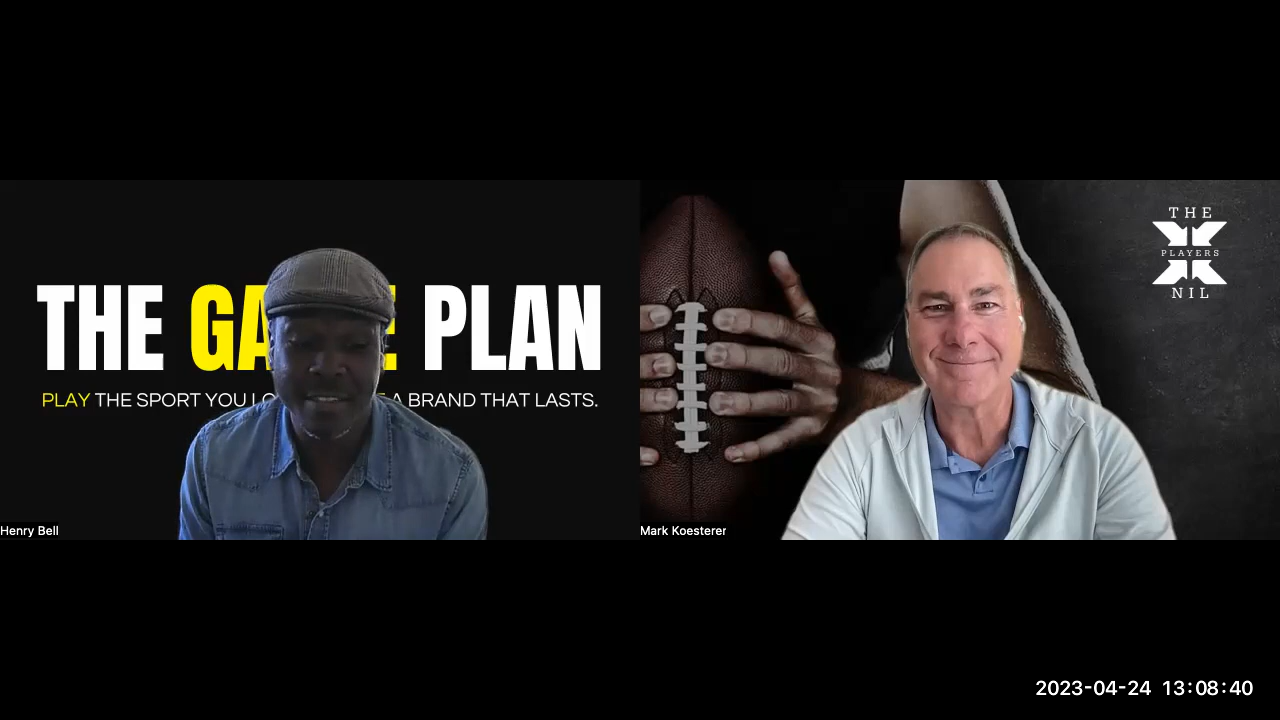 THE GA E PLAN
PLAY THE SPORT YOU LO E A BRAND THAT LASTS.
Henry Bell
THE
PLAYERS
NIL
Mark Koesterer
2023-04-24 13:08:40